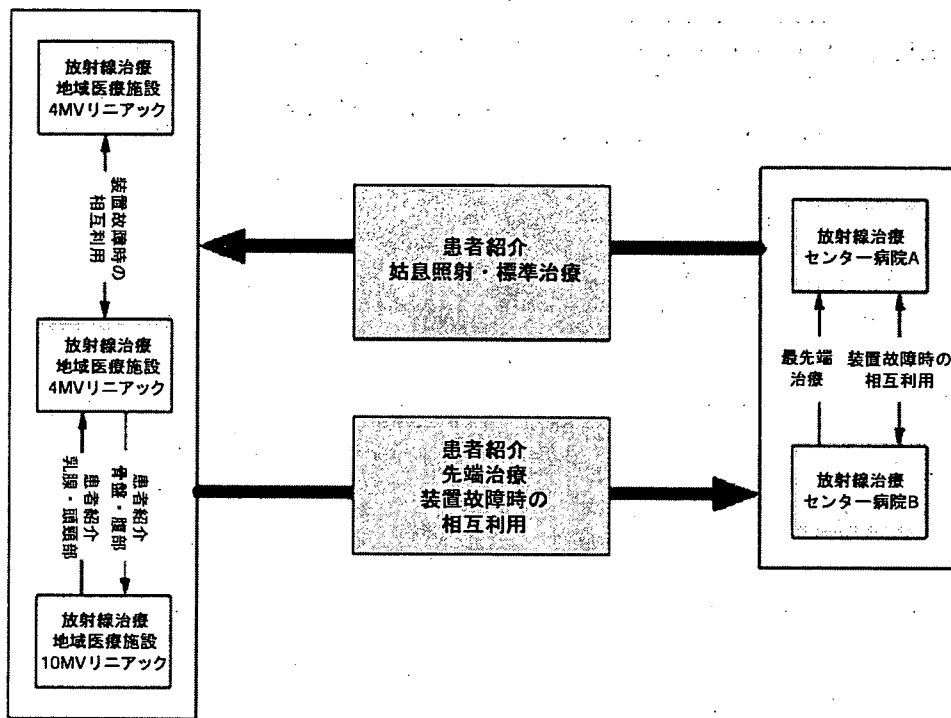 放射線治療
地域医療施設
4MVリニアック
装置故障時の
相互利用
放射線治療
地域医療施設
4MVリニアック
患者紹介
骨盤・腹部
患者紹介
乳腺・頭頸部
放射線治療
地域医療施設
10MVリニアック
患者紹介
姑息照射・標準治療
患者紹介
先端治療
装置故障時の
相互利用
放射線治療
センター病院A
最先端
治療
装置故障時の
相互利用
放射線治療
センター病院B